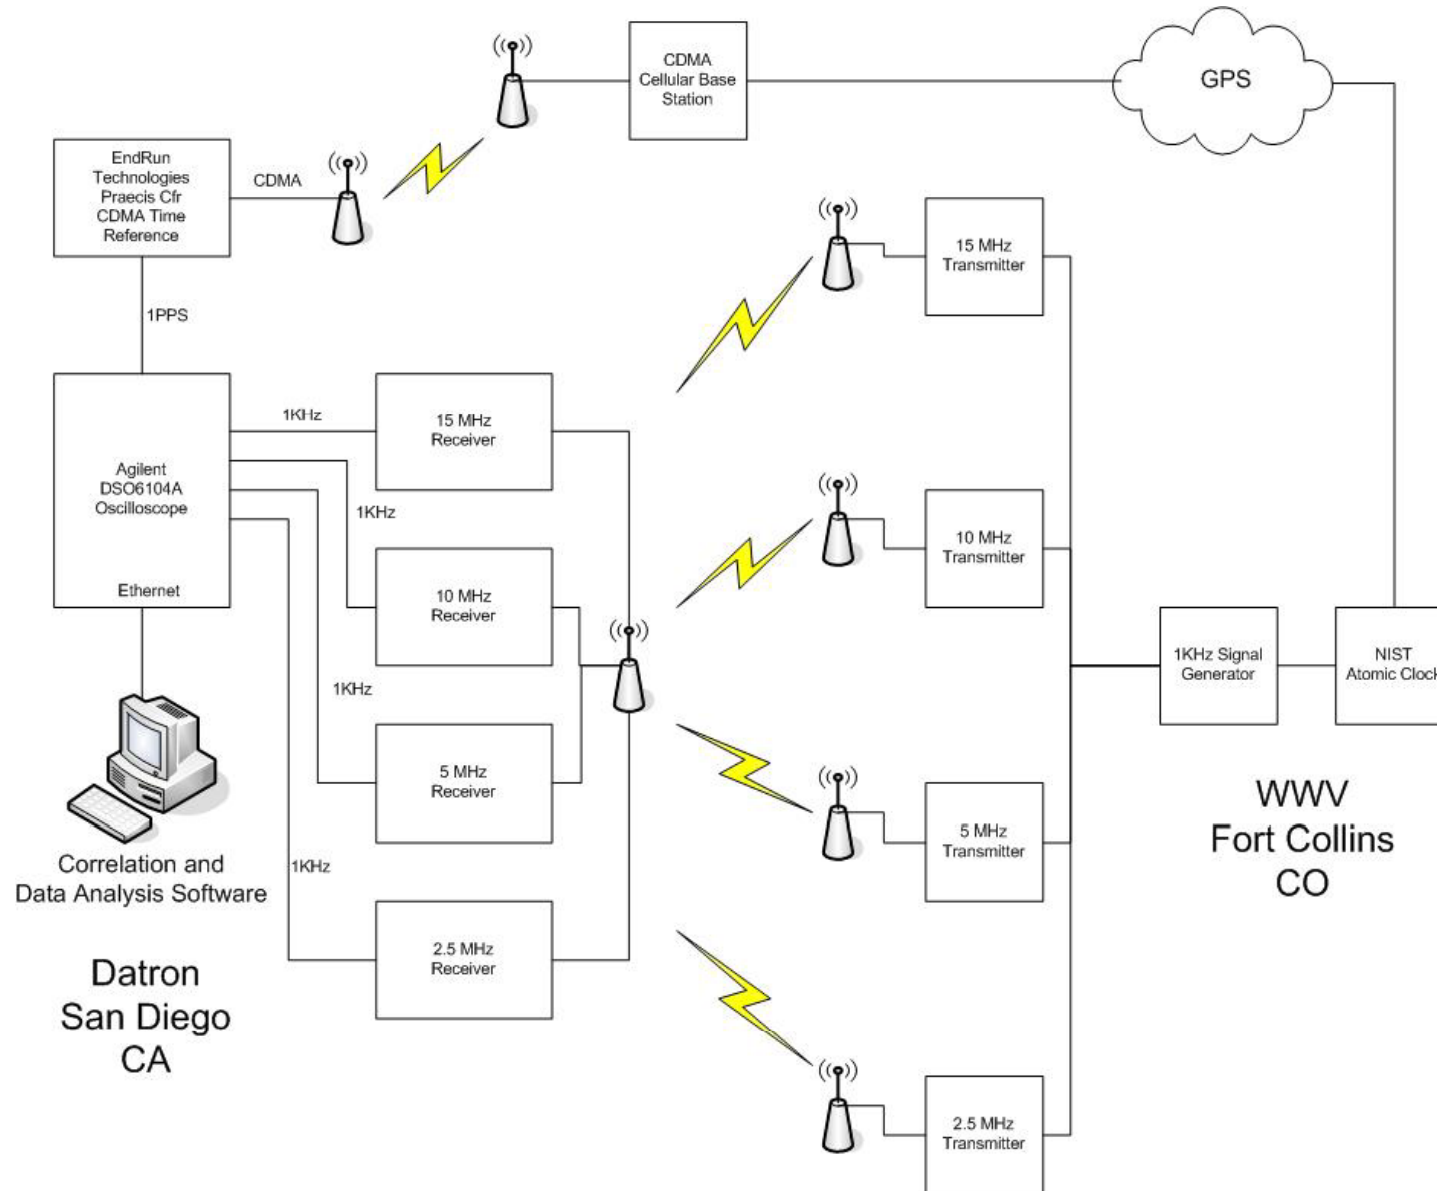 CDMA
Cellular Base
Station
GPS
EndRun
Technologies
Praecis Cfr
CDMA Time
Reference
CDMA
1PPS
15 MHz
Transmitter
1KHz
15 MHz
Receiver
Agilent
DSO6104A
Oscilloscope
Ethernet
1KHz
10 MHz
Receiver
10 MHz
Transmitter
1KHz Signal
Generator
NIST
Atomic Clock
1KHz
5 MHz
Receiver
5 MHz
Transmitter
WWV
Fort Collins
CO
Correlation and
Data Analysis Software
1KHz
2.5 MHz
Receiver
Datron
San Diego
CA
2.5 MHz
Transmitter